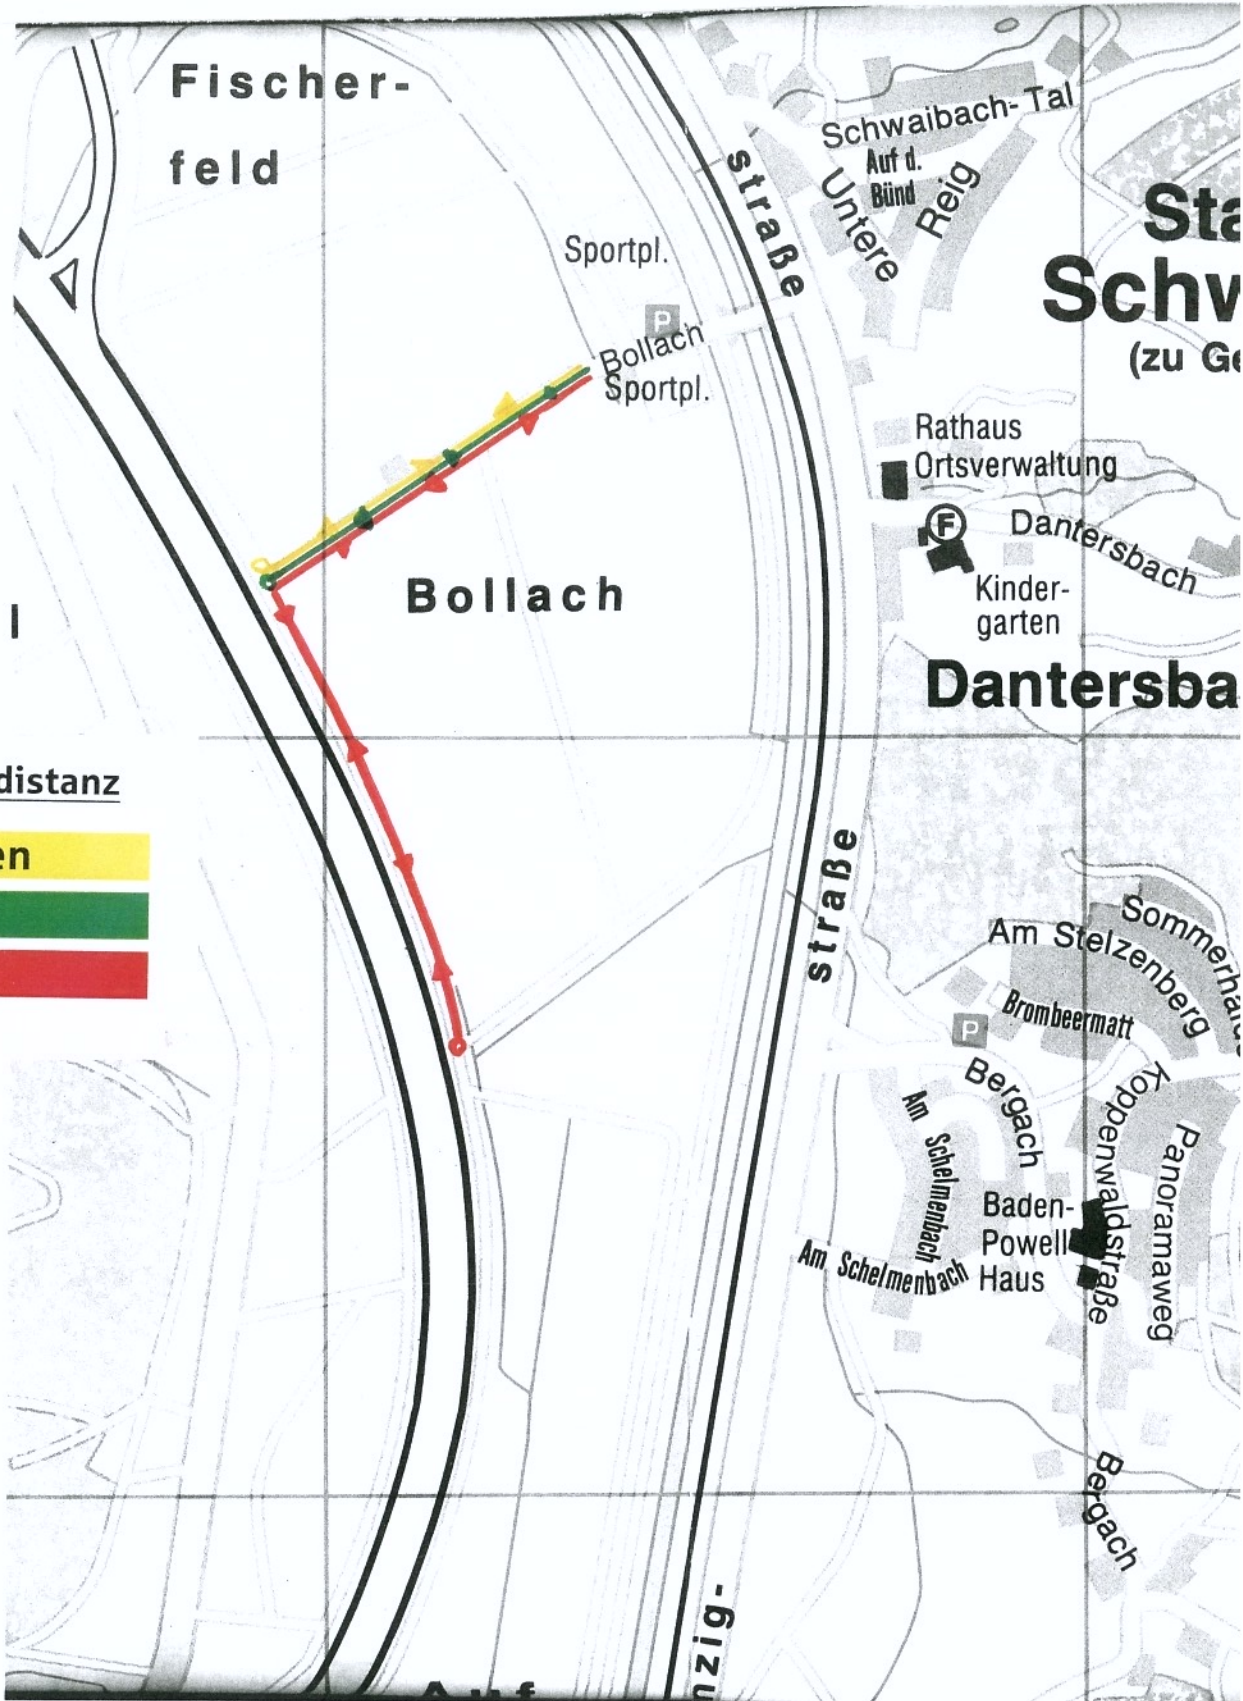 Fischer-
feld
Schwaibach-Tal
Auf d.
Bünd
Untere
Reig
straße
Sta
Schw
(zu Ge
Sportpl.
P
Bollach
Sportpl.
Rathaus
Ortsverwaltung
F
Dantersbach
Kinder-
garten
Bollach
l
Dantersba
distanz
en
straße
Sommerhald
Am Stelzenberg
Brombeermatt
P
Bergach
Koppenwaldstraße
Am Schelmenbach
Panoramaweg
Baden-
Powell
Haus
Am Schelmenbach
Bergach
nzig-
Auf